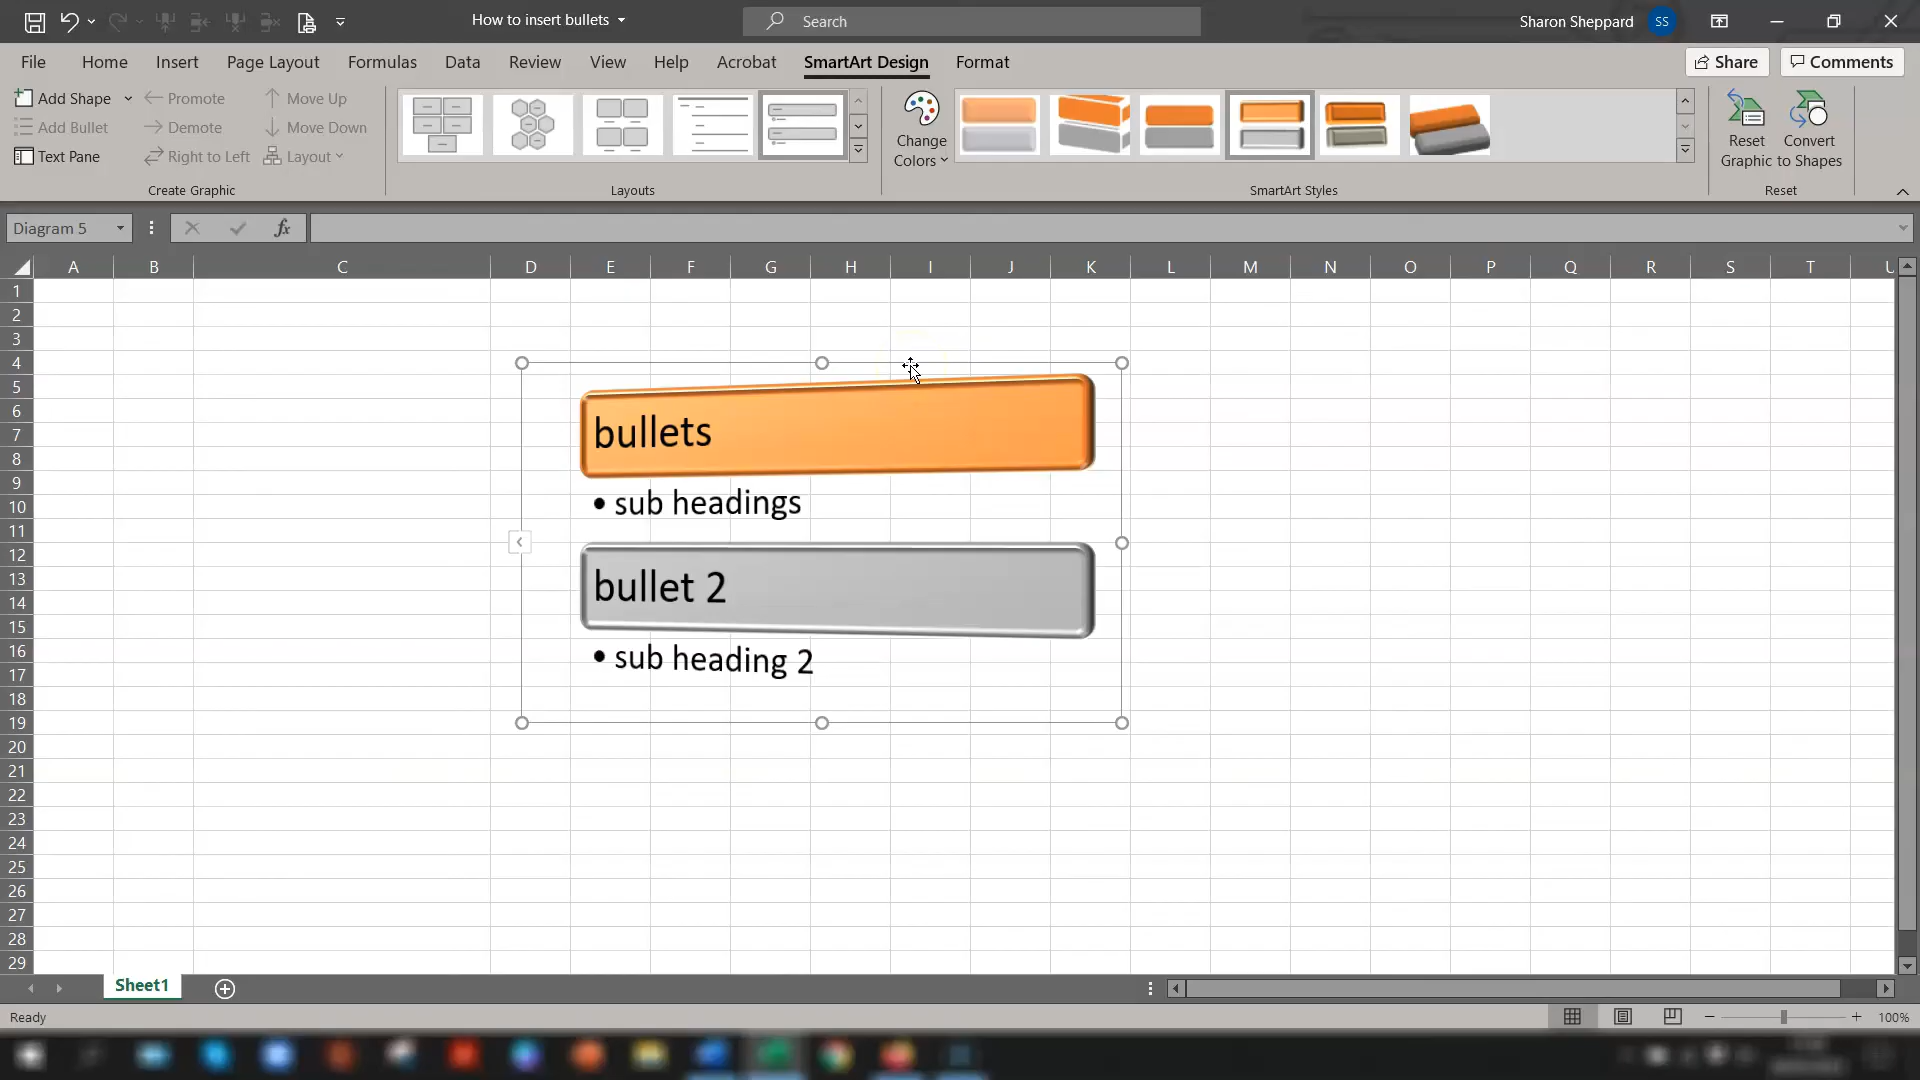 How to insert bullets
Search
Sharon Sheppard
SS
File
Home
Insert
Page Layout
Formulas
Data
Review
View
Help
Acrobat
SmartArt Design
Format
Share
Comments
Add Shape
Promote
Move Up
Add Bullet
Demote
Move Down
Text Pane
Right to Left
Layout
Create Graphic
Layouts
Change
Colors
SmartArt Styles
Reset
Graphic
Convert
to Shapes
Reset
Diagram 5
fx
A B C D E F G H I J K L M N O P Q R S T U
1
2
3
4
5
6
7
8
9
10
11
12
13
14
15
16
17
18
19
20
21
22
23
24
25
26
27
28
29
bullets
• sub headings
bullet 2
• sub heading 2
Sheet1
Ready
100%